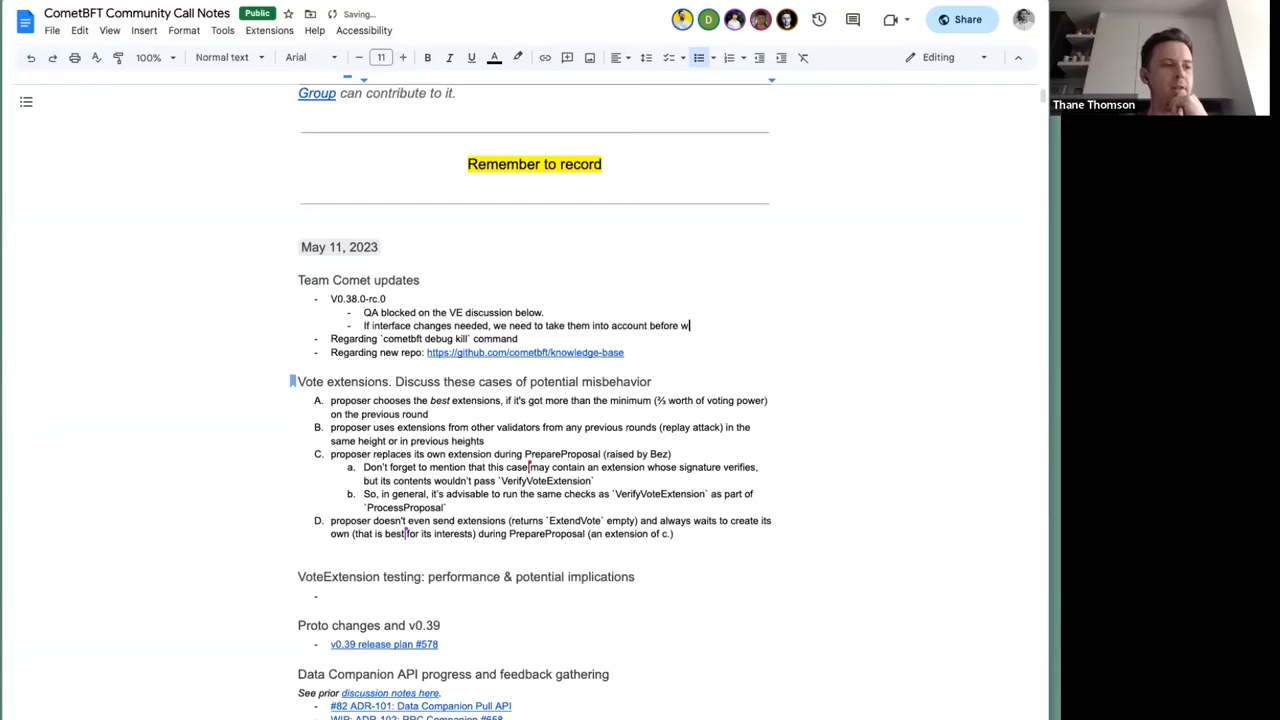 CometBFT Community Call Notes
Public
Saving...
D
Share
File Edit View Insert Format Tools Extensions Help Accessibility
100%
Normal text
Arial
11
B I U A
Editing
Thane Thomson
Group can contribute to it.
Remember to record
May 11, 2023
Team Comet updates
- V0.38.0-rc.0
- QA blocked on the VE discussion below.
- If interface changes needed, we need to take them into account before w
- Regarding `cometbft debug kill` command
- Regarding new repo: https://github.com/cometbft/knowledge-base
Vote extensions. Discuss these cases of potential misbehavior
A. proposer chooses the best extensions, if it's got more than the minimum (⅔ worth of voting power)
on the previous round
B. proposer uses extensions from other validators from any previous rounds (replay attack) in the
same height or in previous heights
C. proposer replaces its own extension during PrepareProposal (raised by Bez)
a. Don't forget to mention that this case may contain an extension whose signature verifies,
but its contents wouldn't pass `VerifyVoteExtension`
b. So, in general, it's advisable to run the same checks as `VerifyVoteExtension` as part of
`ProcessProposal`
D. proposer doesn't even send extensions (returns `ExtendVote` empty) and always waits to create its
own (that is best for its interests) during PrepareProposal (an extension of c.)
VoteExtension testing: performance & potential implications
-
Proto changes and v0.39
- v0.39 release plan #578
Data Companion API progress and feedback gathering
See prior discussion notes here.
- #82 ADR-101: Data Companion Pull API
- WIP: ADR-102: RPC Companion #658